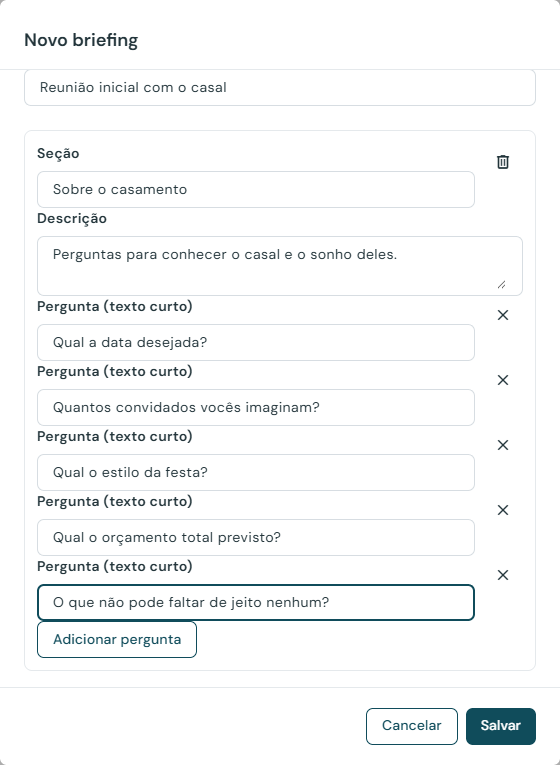 Novo briefing
Reunião inicial com o casal
Seção
Sobre o casamento
Descrição
Perguntas para conhecer o casal e o sonho deles.
Pergunta (texto curto)
Qual a data desejada?
Pergunta (texto curto)
Quantos convidados vocês imaginam?
Pergunta (texto curto)
Qual o estilo da festa?
Pergunta (texto curto)
Qual o orçamento total previsto?
Pergunta (texto curto)
O que não pode faltar de jeito nenhum?
Adicionar pergunta
Cancelar
Salvar